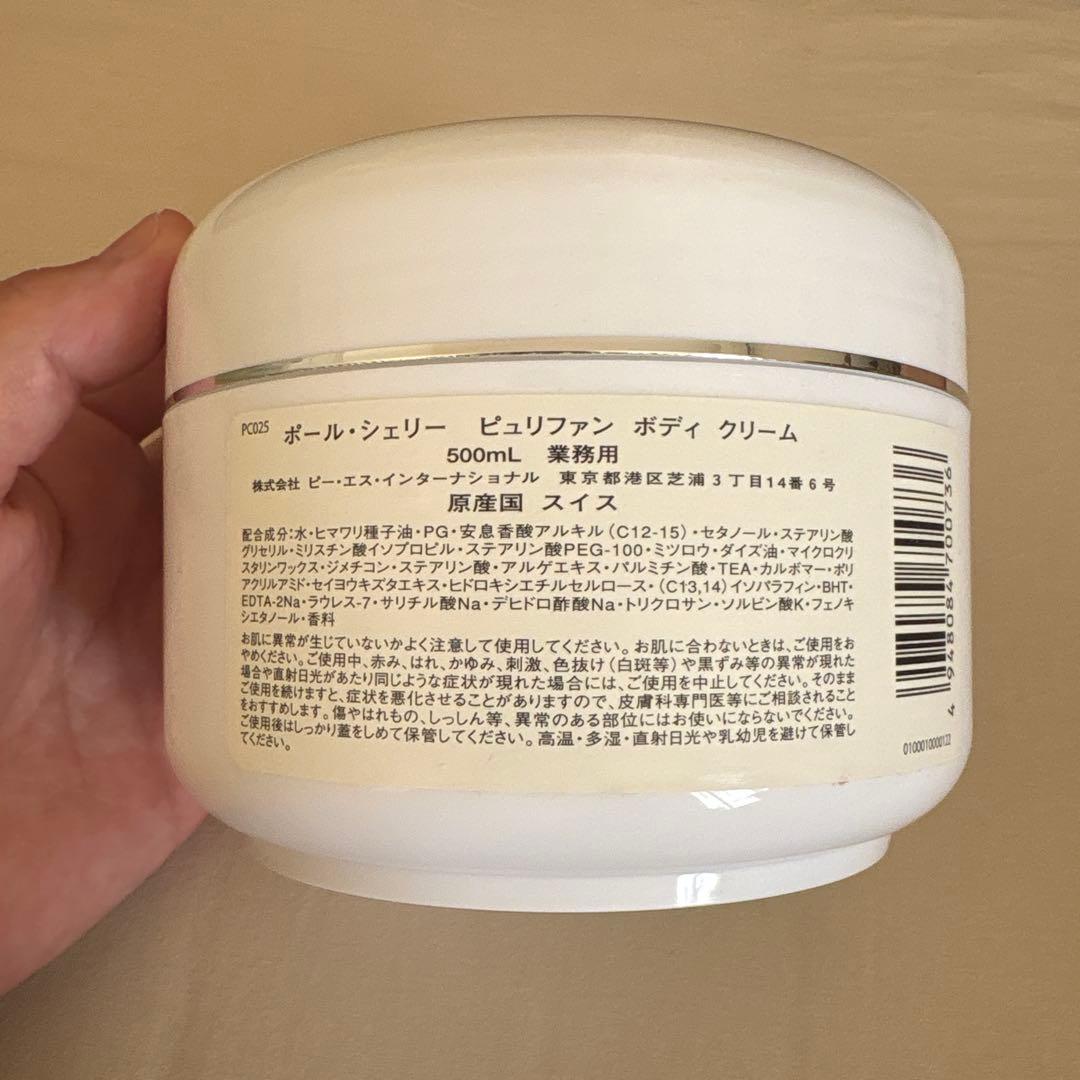 PC025 ポール・シェリー ピュリファン ボディ クリーム
500mL 業務用
株式会社 ピー・エス・インターナショナル 東京都港区芝浦3丁目14番6号
原産国 スイス
配合成分:水・ヒマワリ種子油・PG・安息香酸アルキル(C12-15)・セタノール・ステアリン酸
グリセリル・ミリスチン酸イソプロピル・ステアリン酸PEG-100・ミツロウ・ダイズ油・マイクロクリ
スタリンワックス・ジメチコン・ステアリン酸・アルゲエキス・パルミチン酸・TEA・カルボマー・ポリ
アクリルアミド・セイヨウキズタエキス・ヒドロキシエチルセルロース・(C13,14)イソパラフィン・BHT・
EDTA-2Na・ラウレス-7・サリチル酸Na・デヒドロ酢酸Na・トリクロサン・ソルビン酸K・フェノキ
シエタノール・香料
お肌に異常が生じていないかよく注意して使用してください。お肌に合わないときは、ご使用をお
やめください。ご使用中、赤み、はれ、かゆみ、刺激、色抜け(白斑等)や黒ずみ等の異常が現れた
場合や直射日光があたり同じような症状が現れた場合には、ご使用を中止してください。そのまま
ご使用を続けますと、症状を悪化させることがありますので、皮膚科専門医等にご相談されること
をおすすめします。傷やはれもの、しっしん等、異常のある部位にはお使いにならないでください。
ご使用後はしっかり蓋をしめて保管してください。高温・多湿・直射日光や乳幼児を避けて保管し
てください。
4 948084 700736
0100010000122